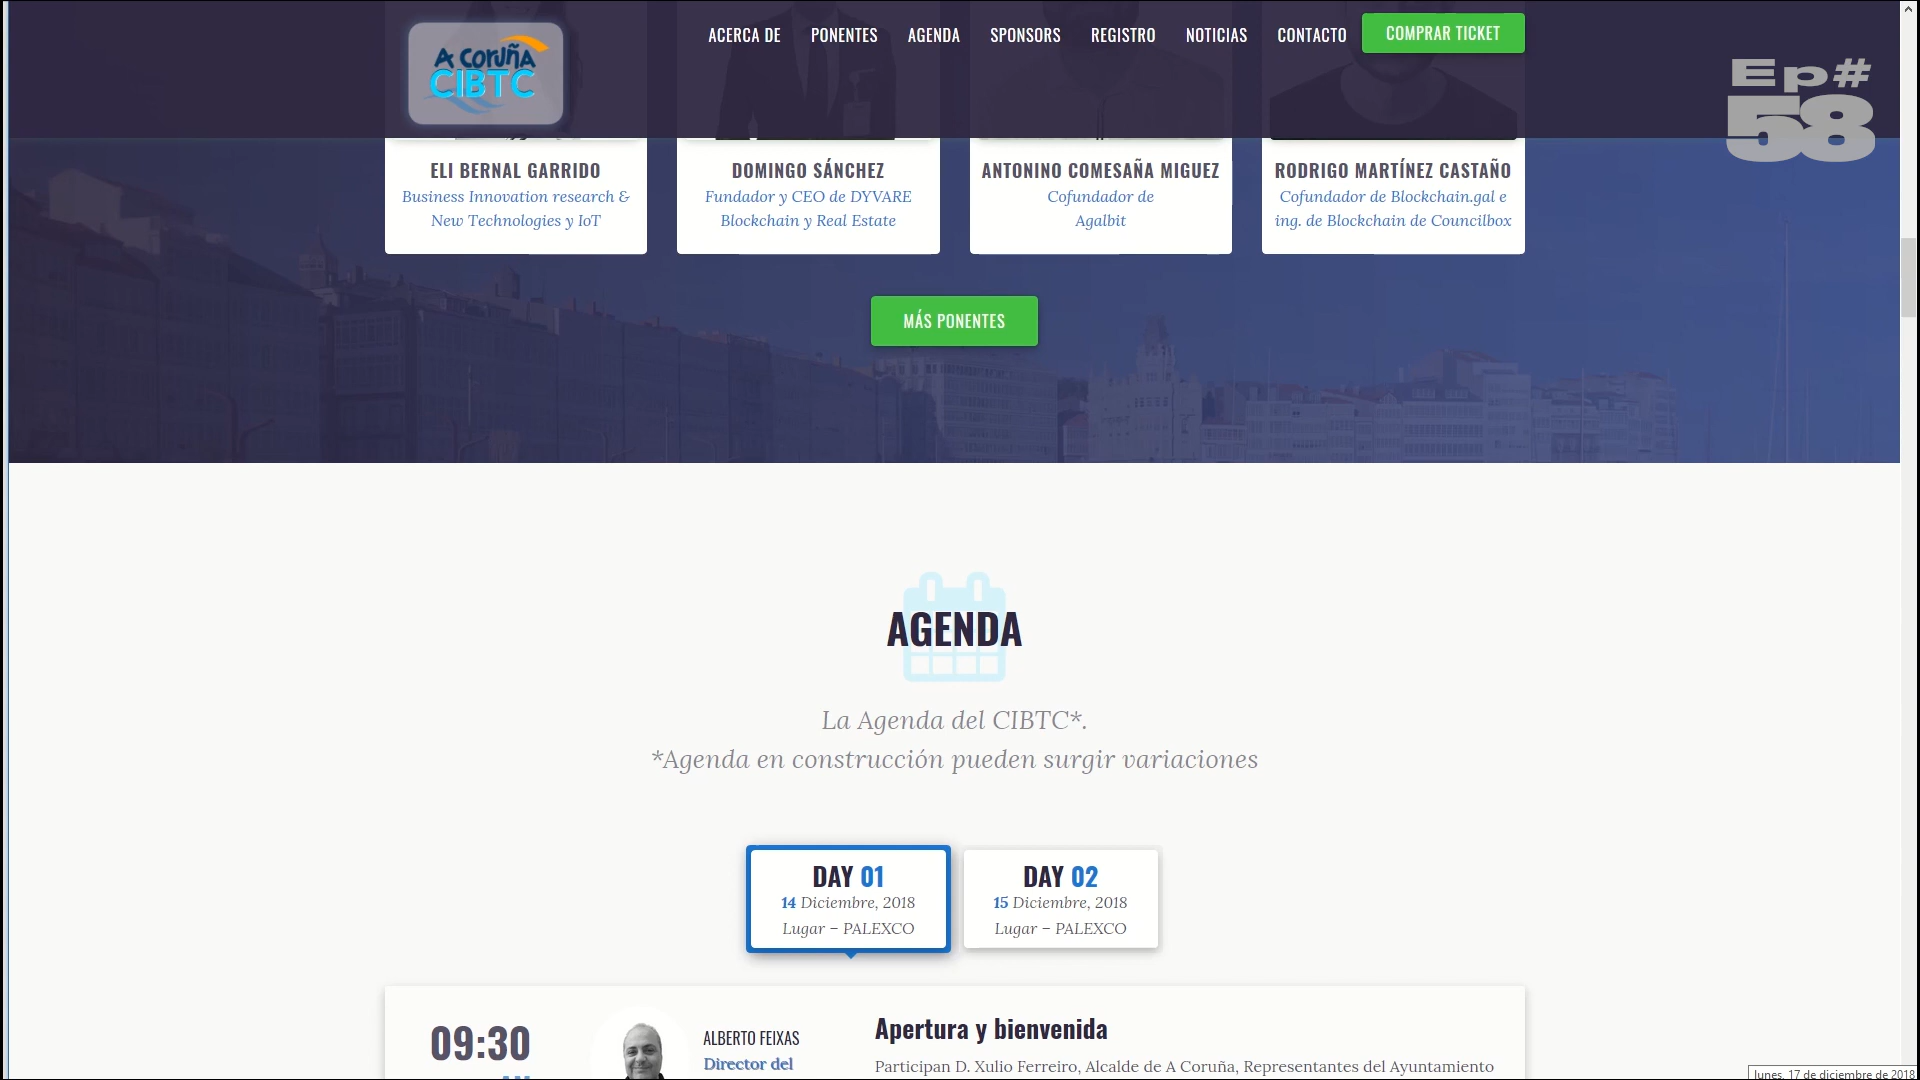 A Coruña
CIBTC
ACERCA DE
PONENTES
AGENDA
SPONSORS
REGISTRO
NOTICIAS
CONTACTO
COMPRAR TICKET
Ep#
58
ELI BERNAL GARRIDO
Business Innovation research &
New Technologies y IoT
DOMINGO SÁNCHEZ
Fundador y CEO de DYVARE
Blockchain y Real Estate
ANTONINO COMESAÑA MIGUEZ
Cofundador de
Agalbit
RODRIGO MARTÍNEZ CASTAÑO
Cofundador de Blockchain.gal e
ing. de Blockchain de Councilbox
MÁS PONENTES
AGENDA
La Agenda del CIBTC*.
*Agenda en construcción pueden surgir variaciones
DAY 01
14 Diciembre, 2018
Lugar – PALEXCO
DAY 02
15 Diciembre, 2018
Lugar – PALEXCO
09:30
ALBERTO FEIXAS
Director del
Apertura y bienvenida
Participan D. Xulio Ferreiro, Alcalde de A Coruña, Representantes del Ayuntamiento
lunes, 17 de diciembre de 2018